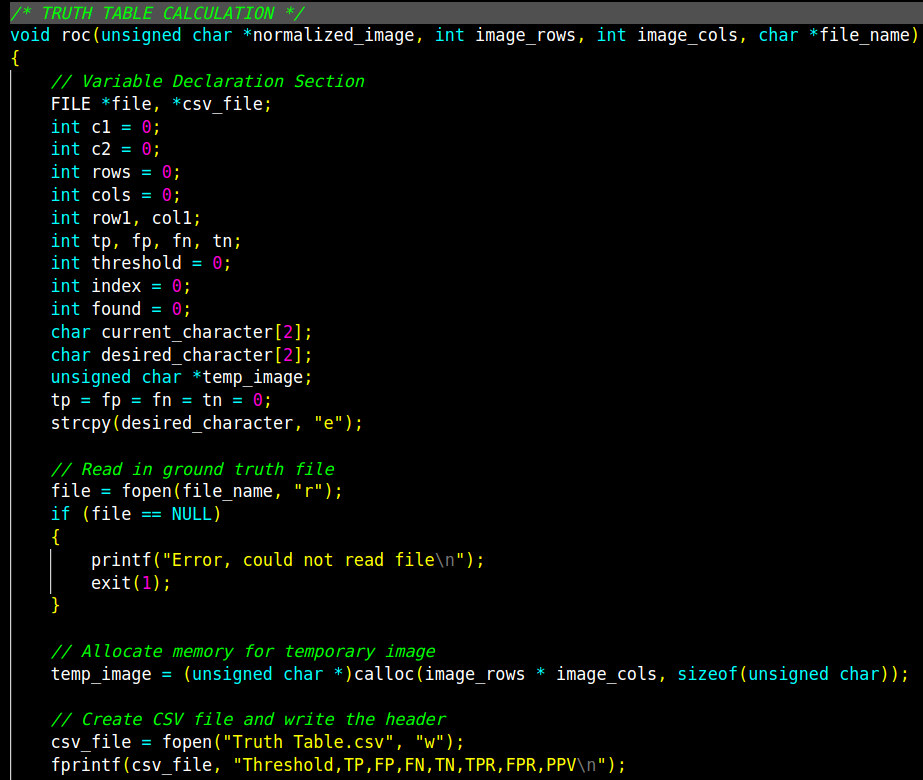 /* TRUTH TABLE CALCULATION */
void roc(unsigned char *normalized_image, int image_rows, int image_cols, char *file_name)
{
    // Variable Declaration Section
    FILE *file, *csv_file;
    int c1 = 0;
    int c2 = 0;
    int rows = 0;
    int cols = 0;
    int row1, col1;
    int tp, fp, fn, tn;
    int threshold = 0;
    int index = 0;
    int found = 0;
    char current_character[2];
    char desired_character[2];
    unsigned char *temp_image;
    tp = fp = fn = tn = 0;
    strcpy(desired_character, "e");

    // Read in ground truth file
    file = fopen(file_name, "r");
    if (file == NULL)
    {
        printf("Error, could not read file\n");
        exit(1);
    }

    // Allocate memory for temporary image
    temp_image = (unsigned char *)calloc(image_rows * image_cols, sizeof(unsigned char));

    // Create CSV file and write the header
    csv_file = fopen("Truth Table.csv", "w");
    fprintf(csv_file, "Threshold,TP,FP,FN,TN,TPR,FPR,PPV\n");